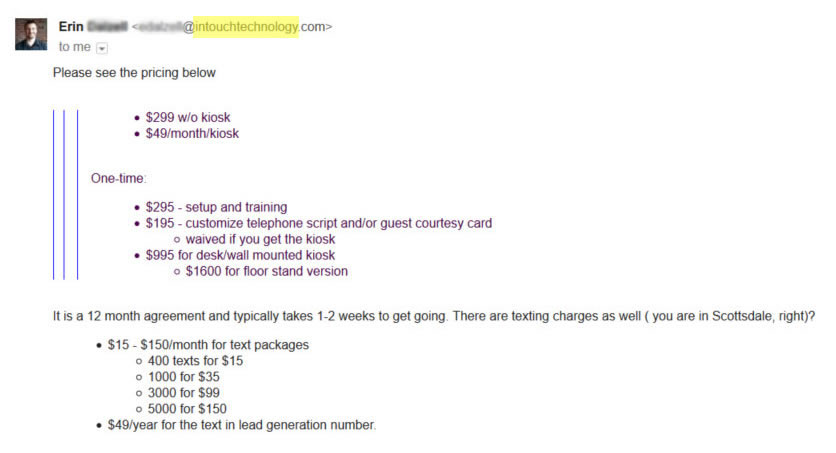 Erin <@intouchtechnology.com>
to me
Please see the pricing below
• $299 w/o kiosk
• $49/month/kiosk
One-time:
• $295 - setup and training
• $195 - customize telephone script and/or guest courtesy card
○ waived if you get the kiosk
• $995 for desk/wall mounted kiosk
○ $1600 for floor stand version
It is a 12 month agreement and typically takes 1-2 weeks to get going. There are texting charges as well ( you are in Scottsdale, right)?
• $15 - $150/month for text packages
○ 400 texts for $15
○ 1000 for $35
○ 3000 for $99
○ 5000 for $150
• $49/year for the text in lead generation number.